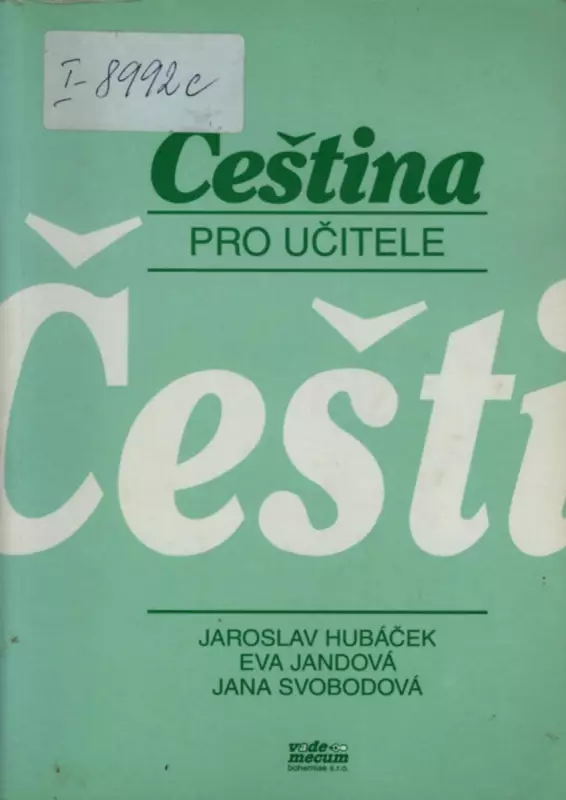 I-8992c
Čeština
PRO UČITELE
Češti
JAROSLAV HUBÁČEK
EVA JANDOVÁ
JANA SVOBODOVÁ
vade
mecum
bohemiae s.r.o.